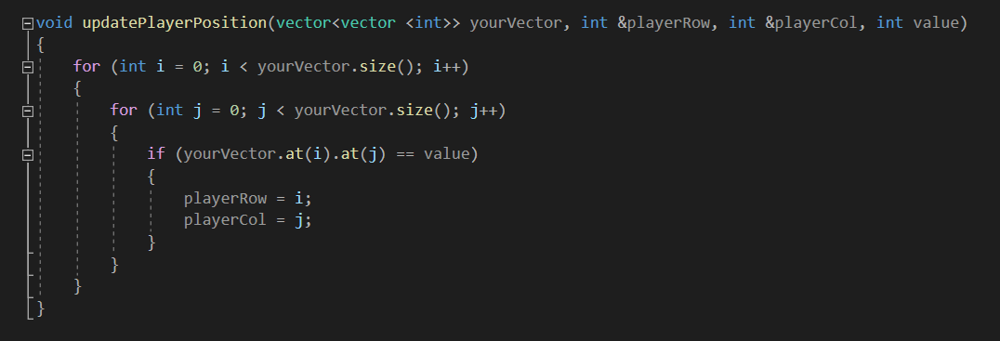 void updatePlayerPosition(vector<vector <int>> yourVector, int &playerRow, int &playerCol, int value)
{
for (int i = 0; i < yourVector.size(); i++)
{
for (int j = 0; j < yourVector.size(); j++)
{
if (yourVector.at(i).at(j) == value)
{
playerRow = i;
playerCol = j;
}
}
}
}